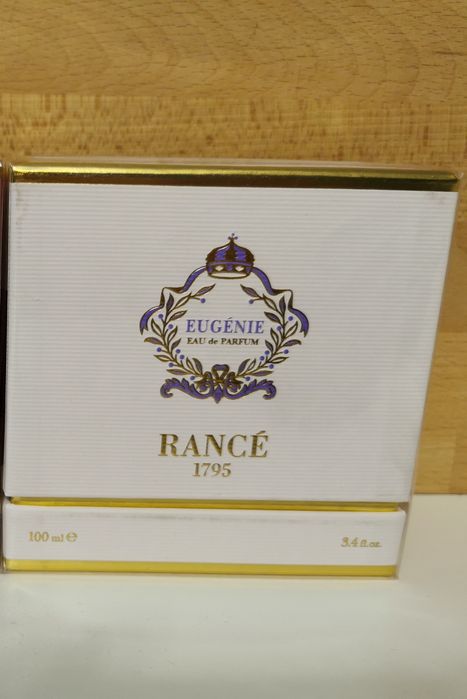 EUGÉNIE
EAU de PARFUM
RANCÉ
1795
100 ml ℮
3.4 fl. oz.